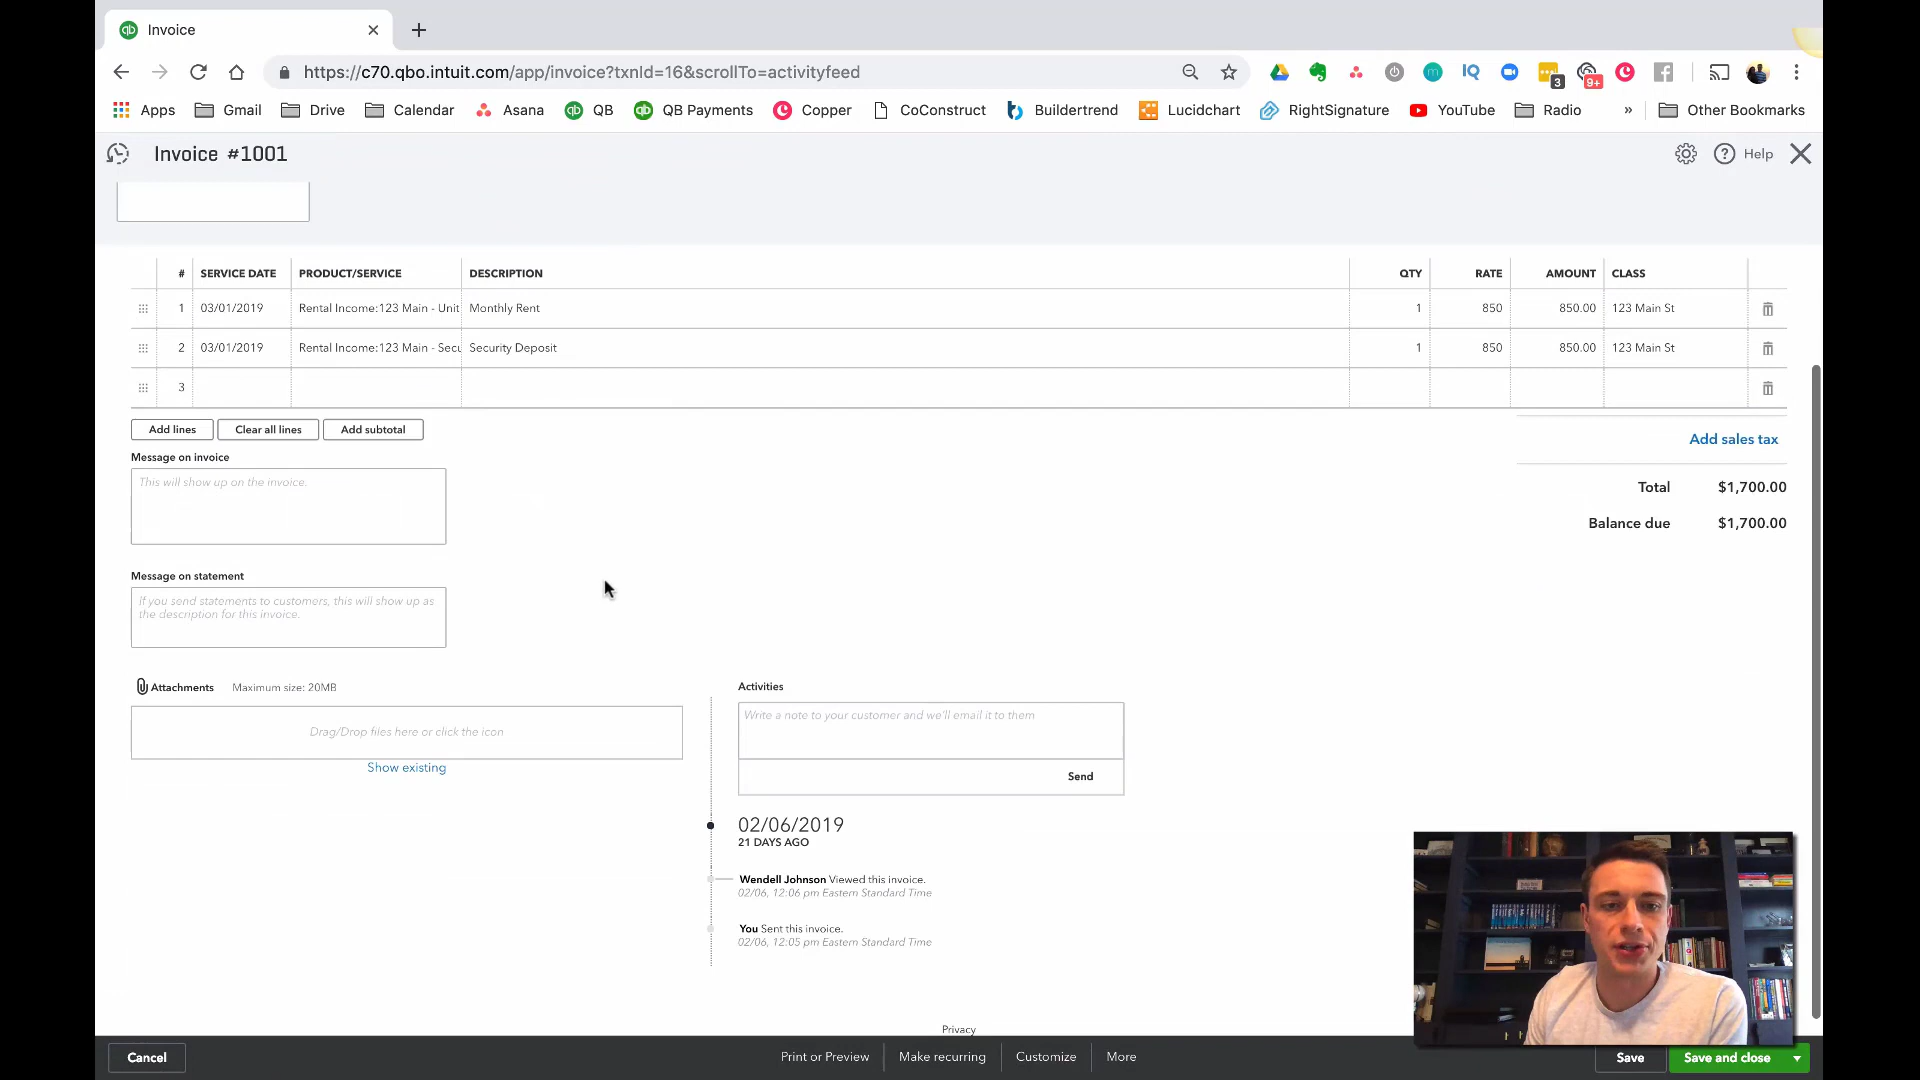 Invoice
https://c70.qbo.intuit.com/app/invoice?txnId=16&scrollTo=activityfeed
3
9+
Apps Gmail Drive Calendar Asana QB QB Payments Copper CoConstruct Buildertrend Lucidchart RightSignature YouTube Radio » Other Bookmarks
Invoice #1001
Help
# SERVICE DATE PRODUCT/SERVICE DESCRIPTION QTY RATE AMOUNT CLASS
1 03/01/2019 Rental Income:123 Main - Unit Monthly Rent 1 850 850.00 123 Main St
2 03/01/2019 Rental Income:123 Main - Secu Security Deposit 1 850 850.00 123 Main St
3
Add lines Clear all lines Add subtotal
Add sales tax
Message on invoice
This will show up on the invoice.
Total $1,700.00
Balance due $1,700.00
Message on statement
If you send statements to customers, this will show up as
the description for this invoice.
Attachments Maximum size: 20MB
Drag/Drop files here or click the icon
Show existing
Activities
Write a note to your customer and we'll email it to them
Send
02/06/2019
21 DAYS AGO
Wendell Johnson Viewed this invoice.
02/06, 12:06 pm Eastern Standard Time
You Sent this invoice.
02/06, 12:05 pm Eastern Standard Time
Privacy
Cancel Print or Preview Make recurring Customize More Save Save and close